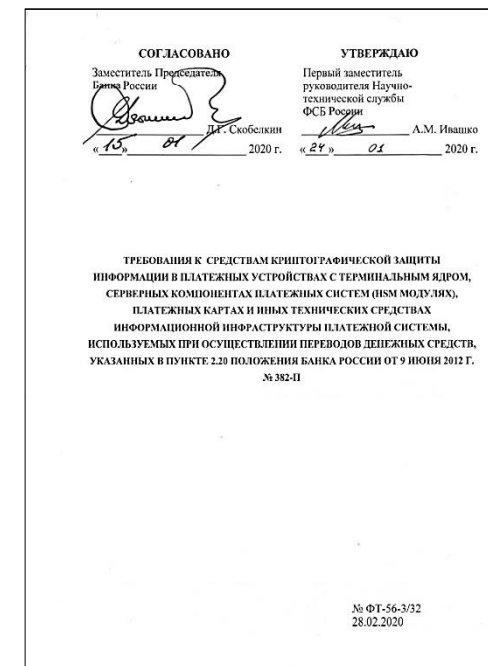 СОГЛАСОВАНО
Заместитель Председателя
Банка России
Д.Г. Скобелкин
« 15 » 01 2020 г.
УТВЕРЖДАЮ
Первый заместитель
руководителя Научно-
технической службы
ФСБ России
А.М. Ивашко
« 24 » 01 2020 г.
ТРЕБОВАНИЯ К СРЕДСТВАМ КРИПТОГРАФИЧЕСКОЙ ЗАЩИТЫ
ИНФОРМАЦИИ В ПЛАТЕЖНЫХ УСТРОЙСТВАХ С ТЕРМИНАЛЬНЫМ ЯДРОМ,
СЕРВЕРНЫХ КОМПОНЕНТАХ ПЛАТЕЖНЫХ СИСТЕМ (HSM МОДУЛЯХ),
ПЛАТЕЖНЫХ КАРТАХ И ИНЫХ ТЕХНИЧЕСКИХ СРЕДСТВАХ
ИНФОРМАЦИОННОЙ ИНФРАСТРУКТУРЫ ПЛАТЕЖНОЙ СИСТЕМЫ,
ИСПОЛЬЗУЕМЫХ ПРИ ОСУЩЕСТВЛЕНИИ ПЕРЕВОДОВ ДЕНЕЖНЫХ СРЕДСТВ,
УКАЗАННЫХ В ПУНКТЕ 2.20 ПОЛОЖЕНИЯ БАНКА РОССИИ ОТ 9 ИЮНЯ 2012 Г.
№ 382-П
№ ФТ-56-3/32
28.02.2020